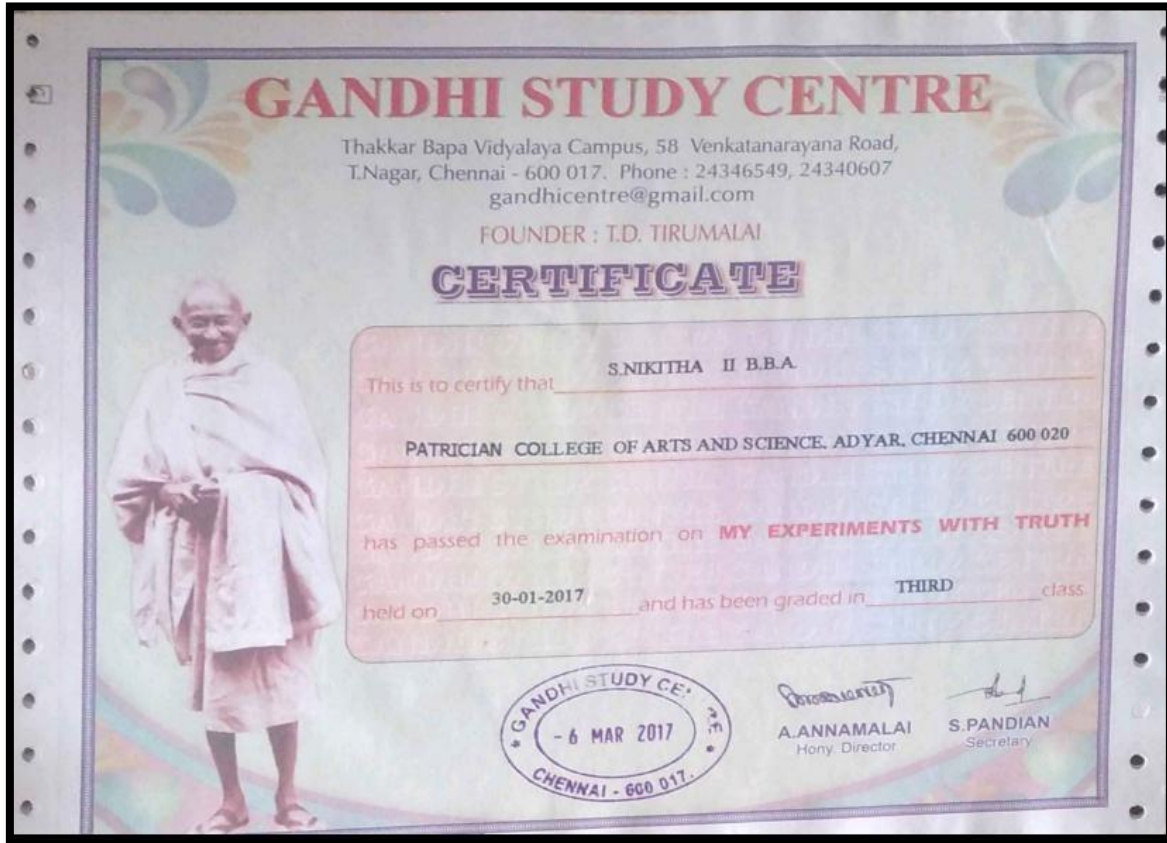 GANDHI STUDY CENTRE
Thakkar Bapa Vidyalaya Campus, 58 Venkatanarayana Road,
T.Nagar, Chennai - 600 017. Phone : 24346549, 24340607
gandhicentre@gmail.com
FOUNDER : T.D. TIRUMALAI
CERTIFICATE
This is to certify that S.NIKITHA II B.B.A.
PATRICIAN COLLEGE OF ARTS AND SCIENCE, ADYAR, CHENNAI 600 020
has passed the examination on MY EXPERIMENTS WITH TRUTH
held on 30-01-2017 and has been graded in THIRD class.
GANDHI STUDY CE
- 6 MAR 2017
CHENNAI - 600 017.
A.ANNAMALAI
Hony. Director
S.PANDIAN
Secretary